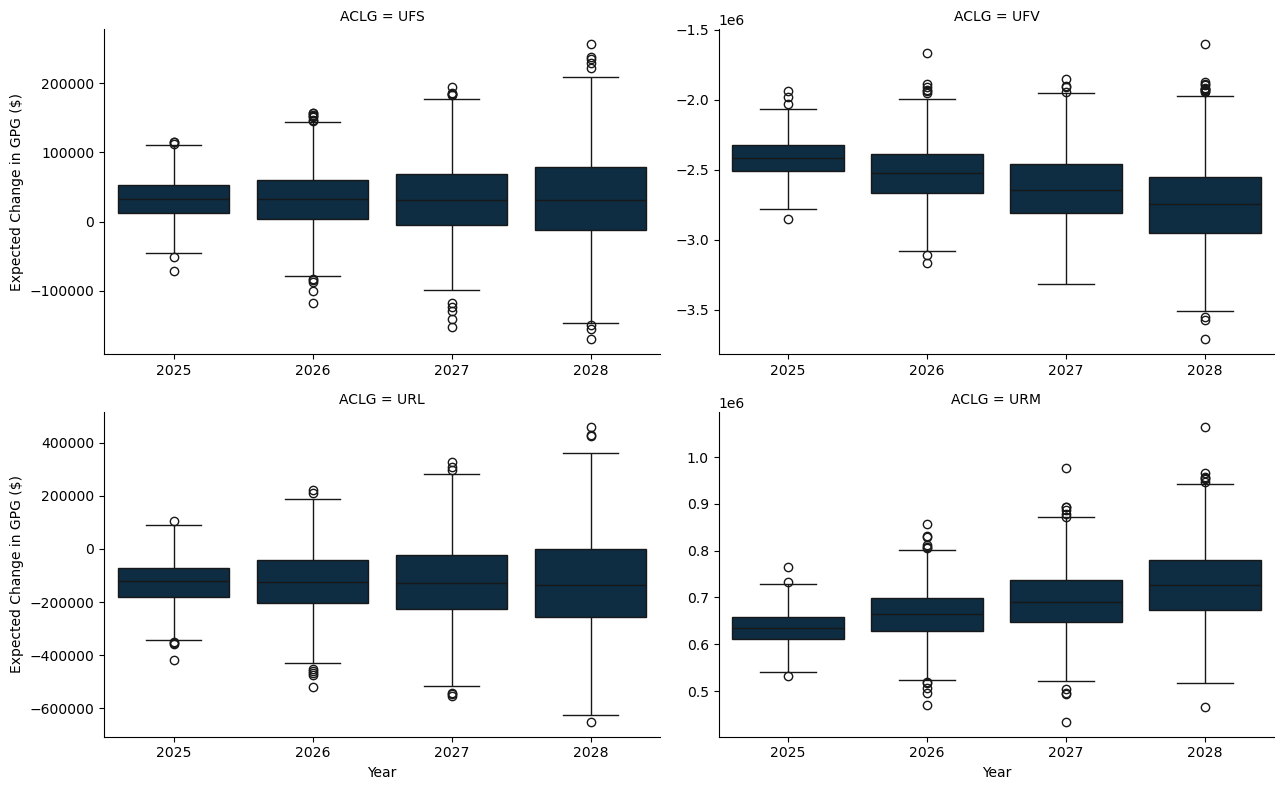 ACLG = UFS
Expected Change in GPG ($)
200000
100000
0
−100000
2025 2026 2027 2028
ACLG = UFV
1e6
−1.5
−2.0
−2.5
−3.0
−3.5
2025 2026 2027 2028
ACLG = URL
Expected Change in GPG ($)
400000
200000
0
−200000
−400000
−600000
2025 2026 2027 2028
Year
ACLG = URM
1e6
1.0
0.9
0.8
0.7
0.6
0.5
2025 2026 2027 2028
Year